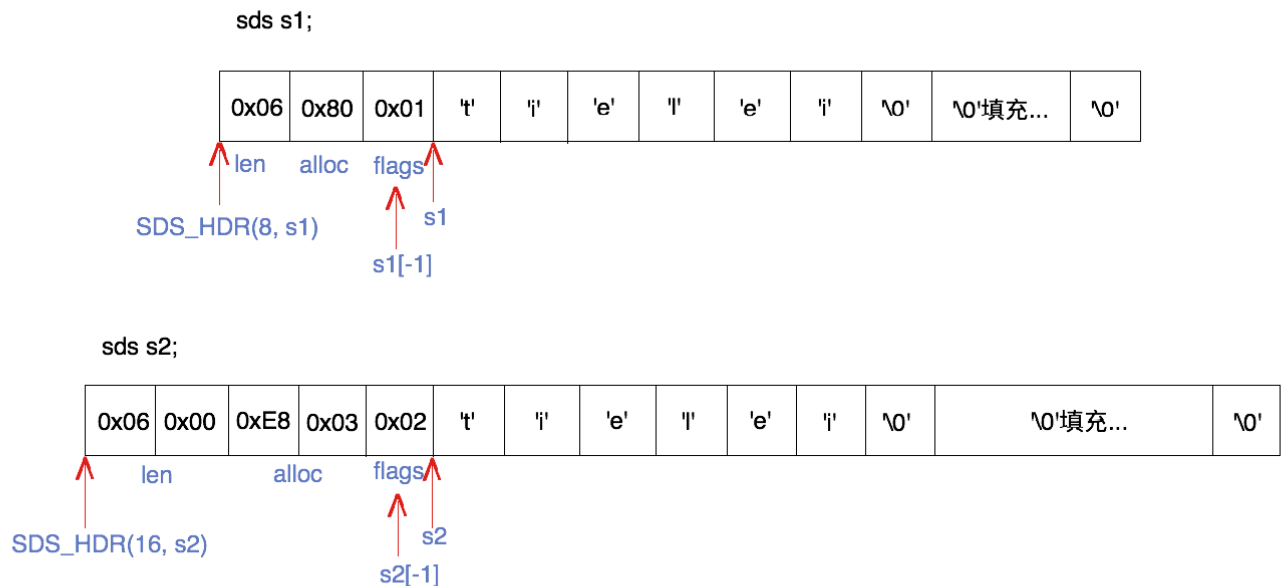 sds s1;
0x06 0x80 0x01 't' 'i' 'e' 'l' 'e' 'i' '\0' '\0'填充... '\0'
len alloc flags
SDS_HDR(8, s1) s1
s1[-1]
sds s2;
0x06 0x00 0xE8 0x03 0x02 't' 'i' 'e' 'l' 'e' 'i' '\0' '\0'填充... '\0'
len alloc flags
SDS_HDR(16, s2) s2
s2[-1]